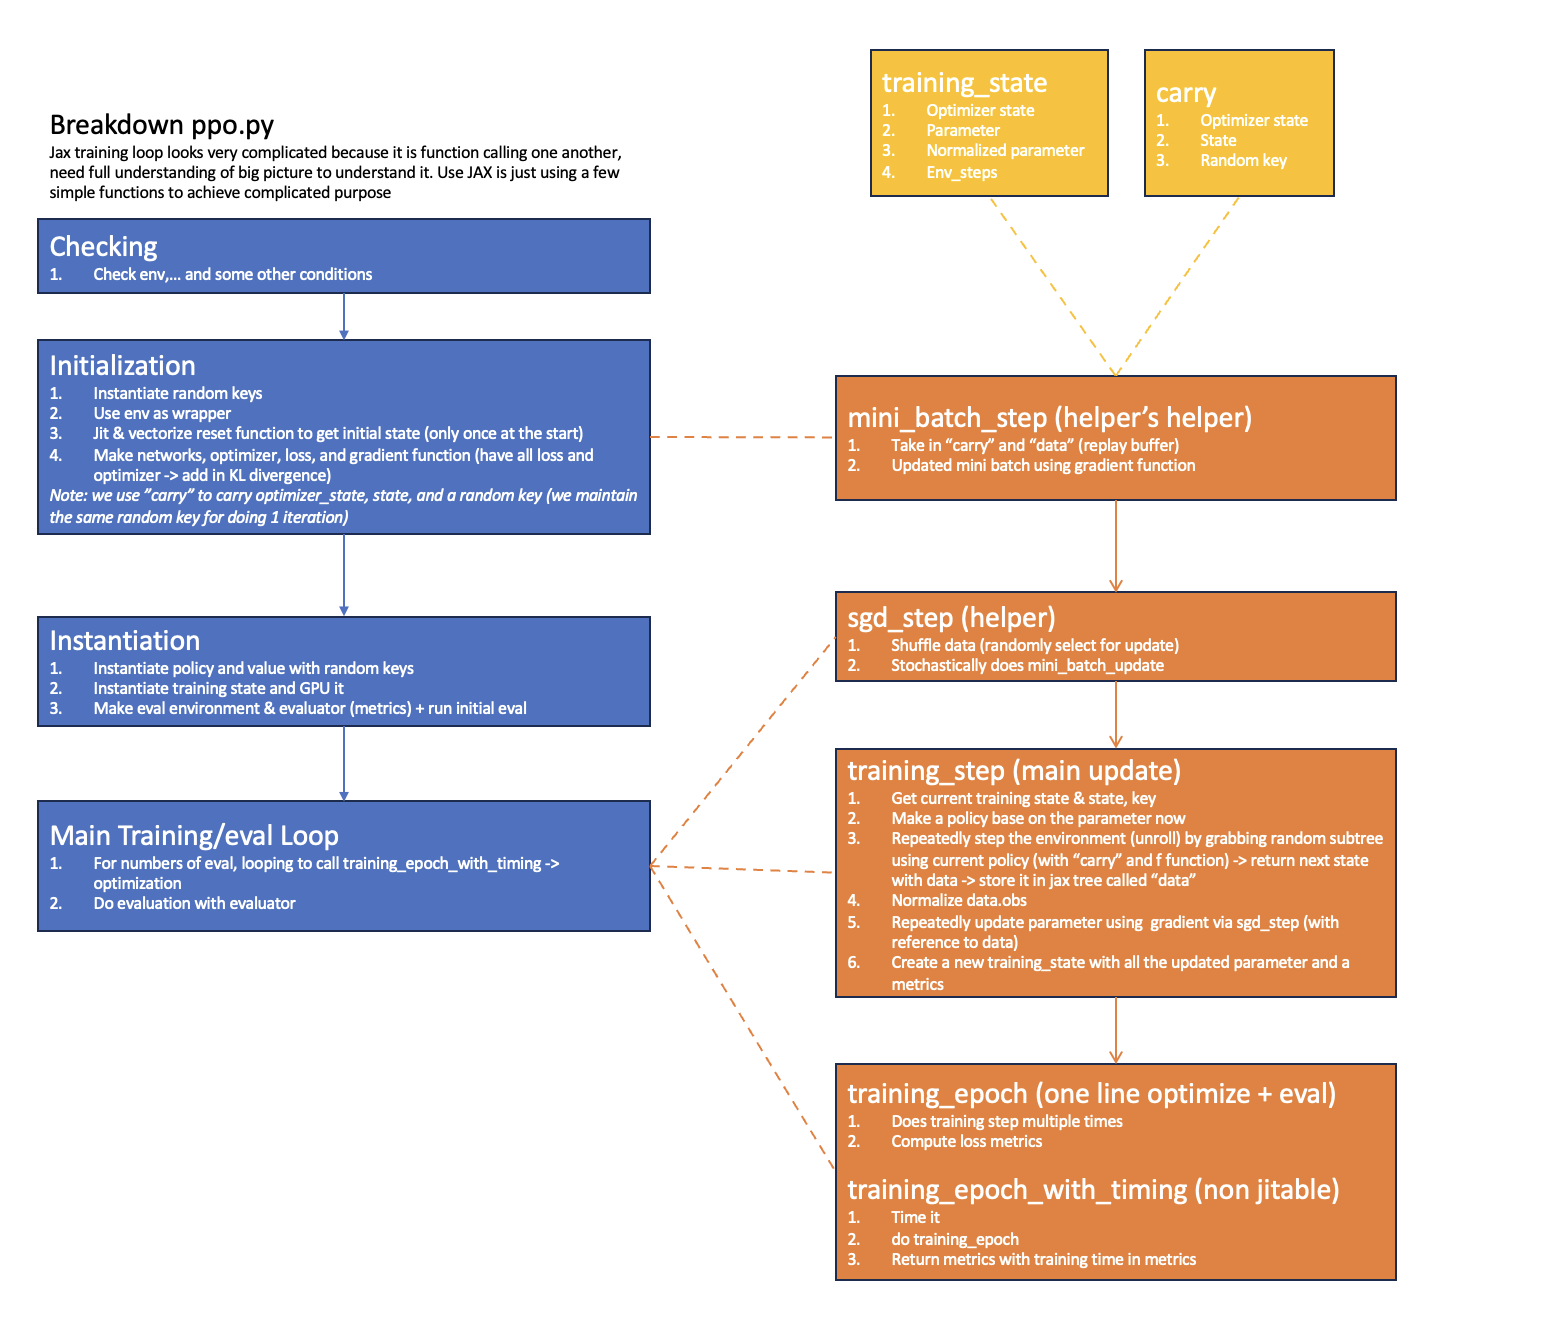 Breakdown ppo.py
Jax training loop looks very complicated because it is function calling one another,
need full understanding of big picture to understand it. Use JAX is just using a few
simple functions to achieve complicated purpose
Checking
1. Check env,... and some other conditions
Initialization
1. Instantiate random keys
2. Use env as wrapper
3. Jit & vectorize reset function to get initial state (only once at the start)
4. Make networks, optimizer, loss, and gradient function (have all loss and
optimizer -> add in KL divergence)
Note: we use ”carry” to carry optimizer_state, state, and a random key (we maintain
the same random key for doing 1 iteration)
Instantiation
1. Instantiate policy and value with random keys
2. Instantiate training state and GPU it
3. Make eval environment & evaluator (metrics) + run initial eval
Main Training/eval Loop
1. For numbers of eval, looping to call training_epoch_with_timing ->
optimization
2. Do evaluation with evaluator
training_state
1. Optimizer state
2. Parameter
3. Normalized parameter
4. Env_steps
carry
1. Optimizer state
2. State
3. Random key
mini_batch_step (helper’s helper)
1. Take in “carry” and “data” (replay buffer)
2. Updated mini batch using gradient function
sgd_step (helper)
1. Shuffle data (randomly select for update)
2. Stochastically does mini_batch_update
training_step (main update)
1. Get current training state & state, key
2. Make a policy base on the parameter now
3. Repeatedly step the environment (unroll) by grabbing random subtree
using current policy (with “carry” and f function) -> return next state
with data -> store it in jax tree called “data”
4. Normalize data.obs
5. Repeatedly update parameter using gradient via sgd_step (with
reference to data)
6. Create a new training_state with all the updated parameter and a
metrics
training_epoch (one line optimize + eval)
1. Does training step multiple times
2. Compute loss metrics
training_epoch_with_timing (non jitable)
1. Time it
2. do training_epoch
3. Return metrics with training time in metrics